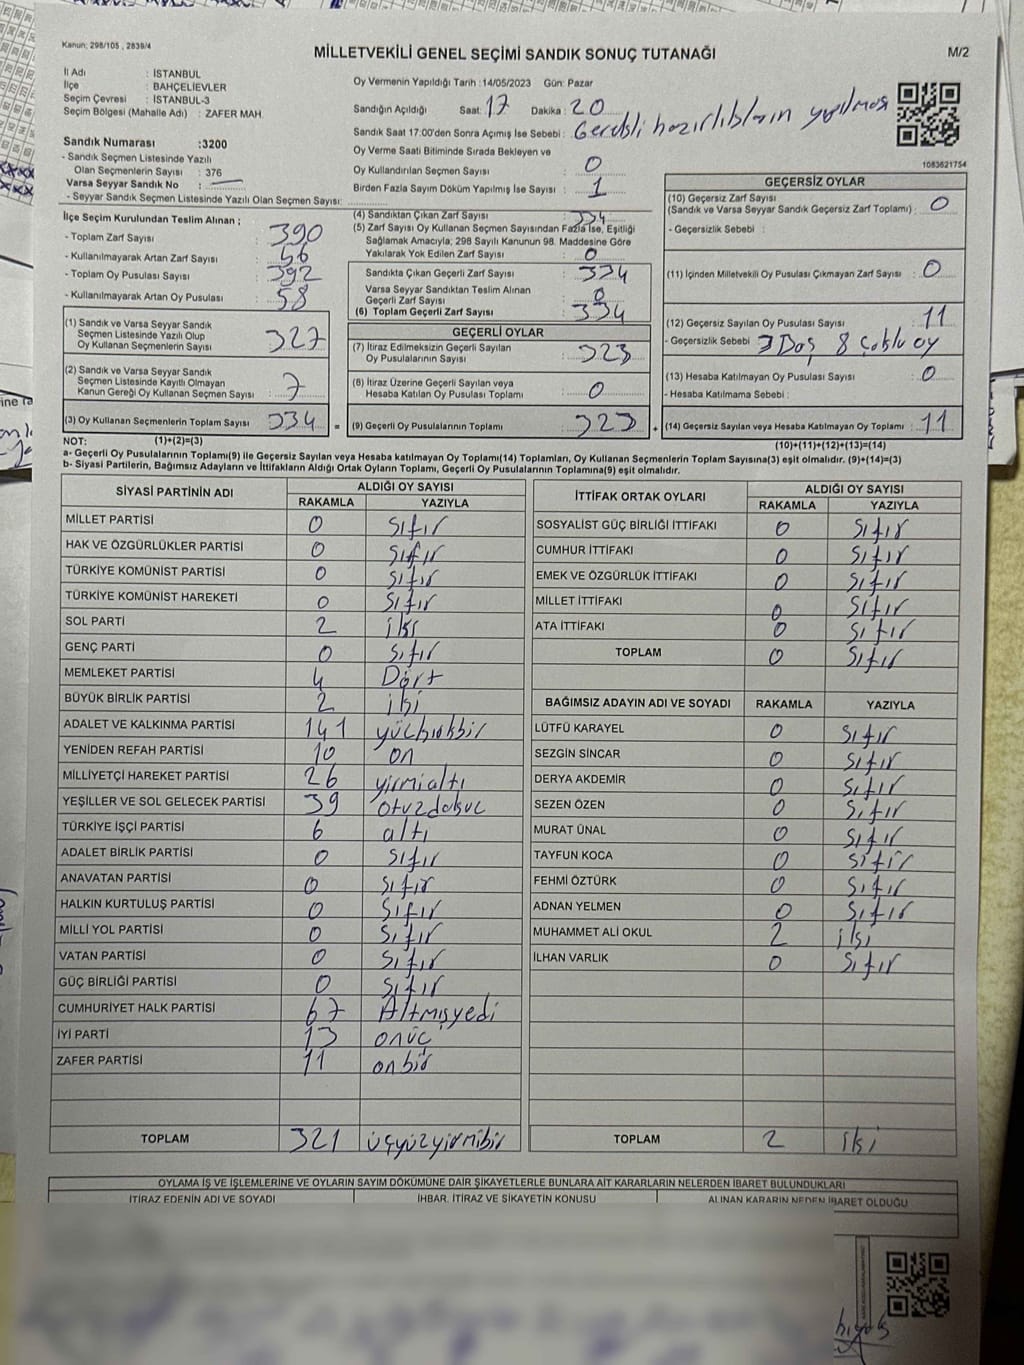 Kanun; 298/105 , 2839/4
MİLLETVEKİLİ GENEL SEÇİMİ SANDIK SONUÇ TUTANAĞI
M/2
İl Adı : İSTANBUL
İlçe : BAHÇELİEVLER
Seçim Çevresi : İSTANBUL-3
Seçim Bölgesi (Mahalle Adı) : ZAFER MAH.
Oy Vermenin Yapıldığı Tarih : 14/05/2023 Gün: Pazar
Sandığın Açıldığı Saat: 17 Dakika : 20
Sandık Saat 17:00'den Sonra Açımış İse Sebebi : Gerekli hazırlıkların yapılması
Oy Verme Saati Bitiminde Sırada Bekleyen ve
Oy Kullandırılan Seçmen Sayısı : 0
Birden Fazla Sayım Döküm Yapılmış İse Sayısı : 1
1083621754
Sandık Numarası :3200
- Sandık Seçmen Listesinde Yazılı
Olan Seçmenlerin Sayısı : 376
Varsa Seyyar Sandık No :
- Seyyar Sandık Seçmen Listesinde Yazılı Olan Seçmen Sayısı:
İlçe Seçim Kurulundan Teslim Alınan ;
- Toplam Zarf Sayısı : 390
- Kullanılmayarak Artan Zarf Sayısı : 56
- Toplam Oy Pusulası Sayısı : 392
- Kullanılmayarak Artan Oy Pusulası : 58
(1) Sandık ve Varsa Seyyar Sandık
Seçmen Listesinde Yazılı Olup
Oy Kullanan Seçmenlerin Sayısı : 327
(2) Sandık ve Varsa Seyyar Sandık
Seçmen Listesinde Kayıtlı Olmayan
Kanun Gereği Oy Kullanan Seçmen Sayısı : 7
(3) Oy Kullanan Seçmenlerin Toplam Sayısı : 334 =
(4) Sandıktan Çıkan Zarf Sayısı : 334
(5) Zarf Sayısı Oy Kullanan Seçmen Sayısından Fazla İse, Eşitliği
Sağlamak Amacıyla; 298 Sayılı Kanunun 98. Maddesine Göre
Yakılarak Yok Edilen Zarf Sayısı : 0
Sandıkta Çıkan Geçerli Zarf Sayısı : 334
Varsa Seyyar Sandıktan Teslim Alınan
Geçerli Zarf Sayısı : 0
(6) Toplam Geçerli Zarf Sayısı : 334
GEÇERLİ OYLAR
(7) İtiraz Edilmeksizin Geçerli Sayılan
Oy Pusulalarının Sayısı : 323
(8) İtiraz Üzerine Geçerli Sayılan veya
Hesaba Katılan Oy Pusulası Toplamı : 0
(9) Geçerli Oy Pusulalarının Toplamı : 323 +
GEÇERSİZ OYLAR
(10) Geçersiz Zarf Sayısı
(Sandık ve Varsa Seyyar Sandık Geçersiz Zarf Toplamı) : 0
- Geçersizlik Sebebi :
(11) İçinden Milletvekili Oy Pusulası Çıkmayan Zarf Sayısı : 0
(12) Geçersiz Sayılan Oy Pusulası Sayısı : 11
- Geçersizlik Sebebi : 3 Boş 8 Çoklu oy
(13) Hesaba Katılmayan Oy Pusulası Sayısı : 0
- Hesaba Katılmama Sebebi :
(14) Geçersiz Sayılan veya Hesaba Katılmayan Oy Toplamı : 11
NOT: (1)+(2)=(3) (10)+(11)+(12)+(13)=(14)
a- Geçerli Oy Pusulalarının Toplamı(9) ile Geçersiz Sayılan veya Hesaba katılmayan Oy Toplamı(14) Toplamları, Oy Kullanan Seçmenlerin Toplam Sayısına(3) eşit olmalıdır. (9)+(14)=(3)
b- Siyasi Partilerin, Bağımsız Adayların ve İttifakların Aldığı Ortak Oyların Toplamı, Geçerli Oy Pusulalarının Toplamına(9) eşit olmalıdır.
SİYASİ PARTİNİN ADI ALDIĞI OY SAYISI
RAKAMLA YAZIYLA
MİLLET PARTİSİ 0 Sıfır
HAK VE ÖZGÜRLÜKLER PARTİSİ 0 Sıfır
TÜRKİYE KOMÜNİST PARTİSİ 0 Sıfır
TÜRKİYE KOMÜNİST HAREKETİ 0 Sıfır
SOL PARTİ 2 iki
GENÇ PARTİ 0 Sıfır
MEMLEKET PARTİSİ 4 Dört
BÜYÜK BİRLİK PARTİSİ 2 iki
ADALET VE KALKINMA PARTİSİ 141 yüzkırkbir
YENİDEN REFAH PARTİSİ 10 on
MİLLİYETÇİ HAREKET PARTİSİ 26 yirmialtı
YEŞİLLER VE SOL GELECEK PARTİSİ 39 otuzdokuz
TÜRKİYE İŞÇİ PARTİSİ 6 altı
ADALET BİRLİK PARTİSİ 0 Sıfır
ANAVATAN PARTİSİ 0 Sıfır
HALKIN KURTULUŞ PARTİSİ 0 Sıfır
MİLLİ YOL PARTİSİ 0 Sıfır
VATAN PARTİSİ 0 Sıfır
GÜÇ BİRLİĞİ PARTİSİ 0 Sıfır
CUMHURİYET HALK PARTİSİ 67 Altmışyedi
İYİ PARTİ 13 onüç
ZAFER PARTİSİ 11 onbir
TOPLAM 321 üçyüzyirmibir
İTTİFAK ORTAK OYLARI ALDIĞI OY SAYISI
RAKAMLA YAZIYLA
SOSYALİST GÜÇ BİRLİĞİ İTTİFAKI 0 Sıfır
CUMHUR İTTİFAKI 0 Sıfır
EMEK VE ÖZGÜRLÜK İTTİFAKI 0 Sıfır
MİLLET İTTİFAKI 0 Sıfır
ATA İTTİFAKI 0 Sıfır
TOPLAM 0 Sıfır
BAĞIMSIZ ADAYIN ADI VE SOYADI RAKAMLA YAZIYLA
LÜTFÜ KARAYEL 0 Sıfır
SEZGİN SİNCAR 0 Sıfır
DERYA AKDEMİR 0 Sıfır
SEZEN ÖZEN 0 Sıfır
MURAT ÜNAL 0 Sıfır
TAYFUN KOCA 0 Sıfır
FEHMİ ÖZTÜRK 0 Sıfır
ADNAN YELMEN 0 Sıfır
MUHAMMET ALİ OKUL 2 iki
İLHAN VARLIK 0 Sıfır
TOPLAM 2 iki
OYLAMA İŞ VE İŞLEMLERİNE VE OYLARIN SAYIM DÖKÜMÜNE DAİR ŞİKAYETLERLE BUNLARA AİT KARARLARIN NELERDEN İBARET BULUNDUKLARI
İTİRAZ EDENİN ADI VE SOYADI İHBAR, İTİRAZ VE ŞİKAYETİN KONUSU ALINAN KARARIN NEDEN İBARET OLDUĞU